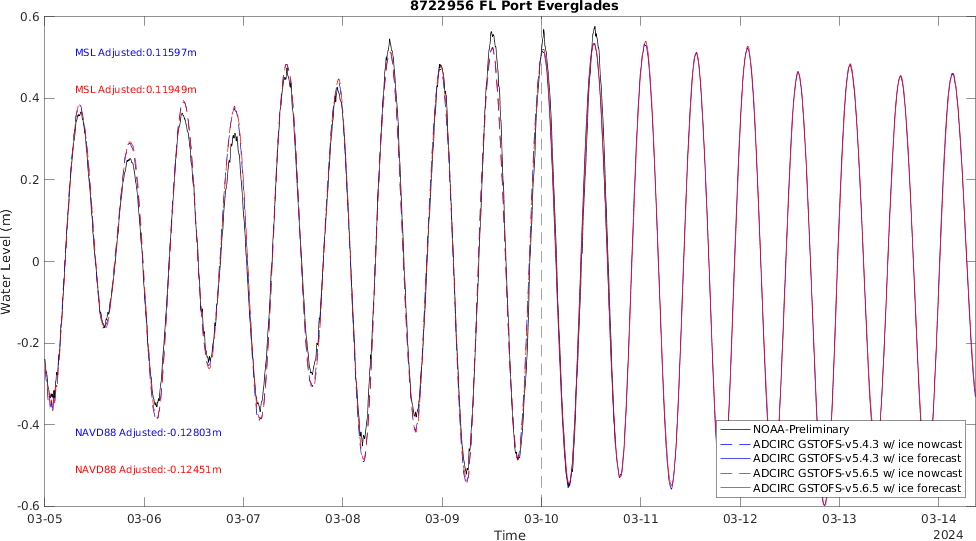 8722956 FL Port Everglades
0.6
MSL Adjusted:0.11597m
0.4
MSL Adjusted:0.11949m
0.2
Water Level (m)
0
-0.2
-0.4
NAVD88 Adjusted:-0.12803m
NAVD88 Adjusted:-0.12451m
-0.6
NOAA-Preliminary
ADCIRC GSTOFS-v5.4.3 w/ ice nowcast
ADCIRC GSTOFS-v5.4.3 w/ ice forecast
ADCIRC GSTOFS-v5.6.5 w/ ice nowcast
ADCIRC GSTOFS-v5.6.5 w/ ice forecast
03-05 03-06 03-07 03-08 03-09 03-10 03-11 03-12 03-13 03-14
Time
2024